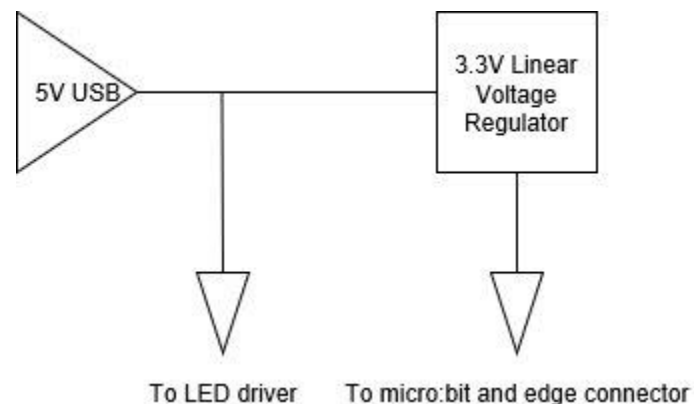 5V USB
3.3V Linear
Voltage
Regulator
To LED driver
To micro:bit and edge connector